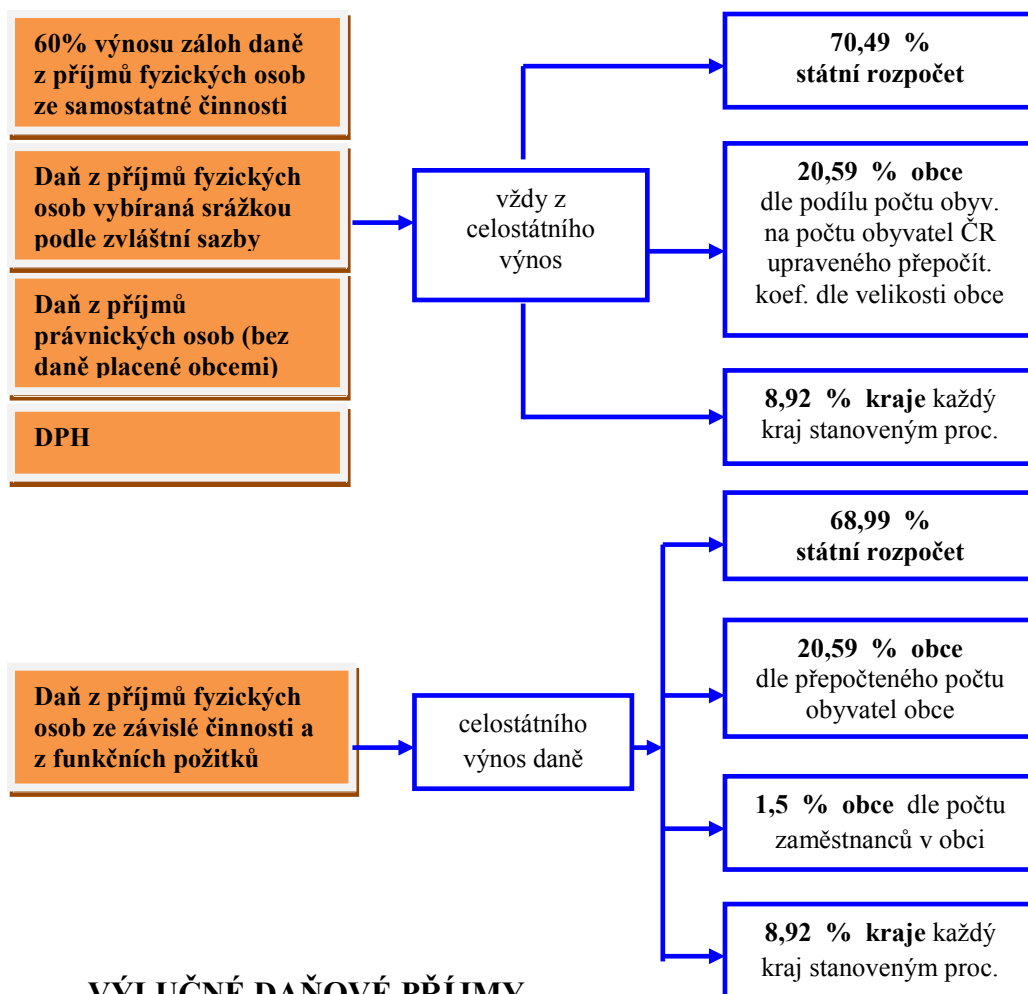 60% výnosu záloh daně
z příjmů fyzických osob
ze samostatné činnosti
Daň z příjmů fyzických
osob vybíraná srážkou
podle zvláštní sazby
Daň z příjmů
právnických osob (bez
daně placené obcemi)
DPH
vždy z
celostátního
výnos
70,49 %
státní rozpočet
20,59 % obce
dle podílu počtu obyv.
na počtu obyvatel ČR
upraveného přepočít.
koef. dle velikosti obce
8,92 % kraje každý
kraj stanoveným proc.
Daň z příjmů fyzických
osob ze závislé činnosti a
z funkčních požitků
celostátního
výnos daně
68,99 %
státní rozpočet
20,59 % obce
dle přepočteného počtu
obyvatel obce
1,5 % obce dle počtu
zaměstnanců v obci
8,92 % kraje každý
kraj stanoveným proc.
VÝLUČNÉ DAŇOVÉ PŘÍJMY